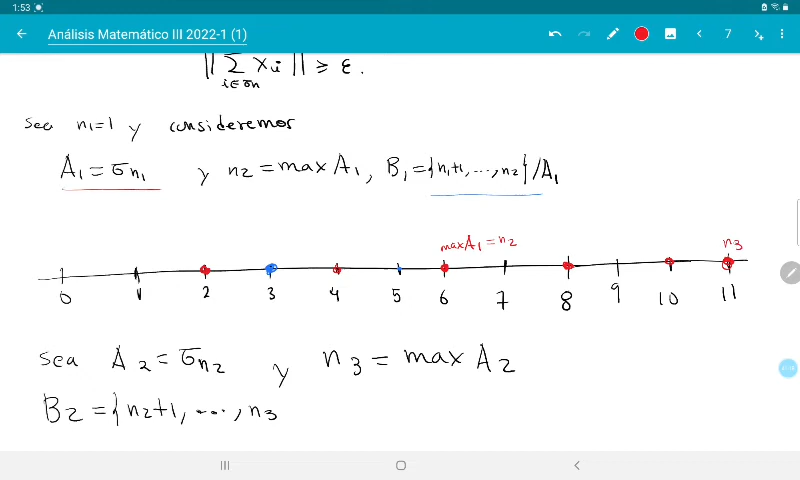 1:53
Análisis Matemático III 2022-1 (1)
7
|| Σ xi || ≥ ε.
i∈σn
Sea n1=1 y consideremos
A1 = σn1 y n2 = max A1, B1 = {n1+1, ..., n2}/A1
max A1 = n2
n3
0 1 2 3 4 5 6 7 8 9 10 11
Sea A2 = σn2 y n3 = max A2
B2 = {n2+1, ...., n3